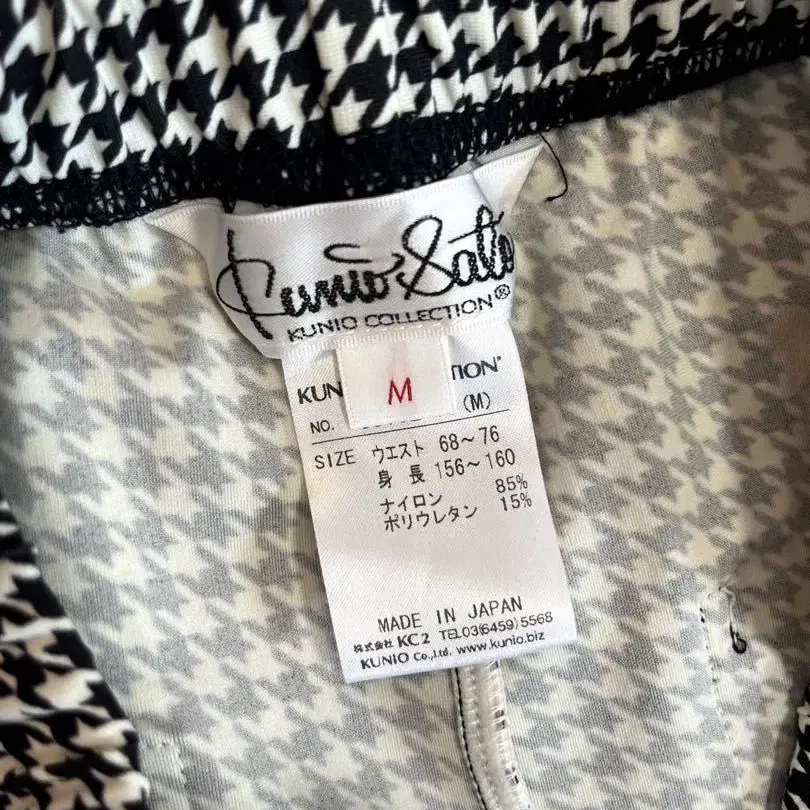 Kunio Sato
KUNIO COLLECTION®
M
KUN TION®
NO. (M)
SIZE ウエスト 68～76
身長 156～160
ナイロン 85%
ポリウレタン 15%
MADE IN JAPAN
株式会社 KC2 TEL03(6459)5568
KUNIO Co.,Ltd. www.kunio.biz